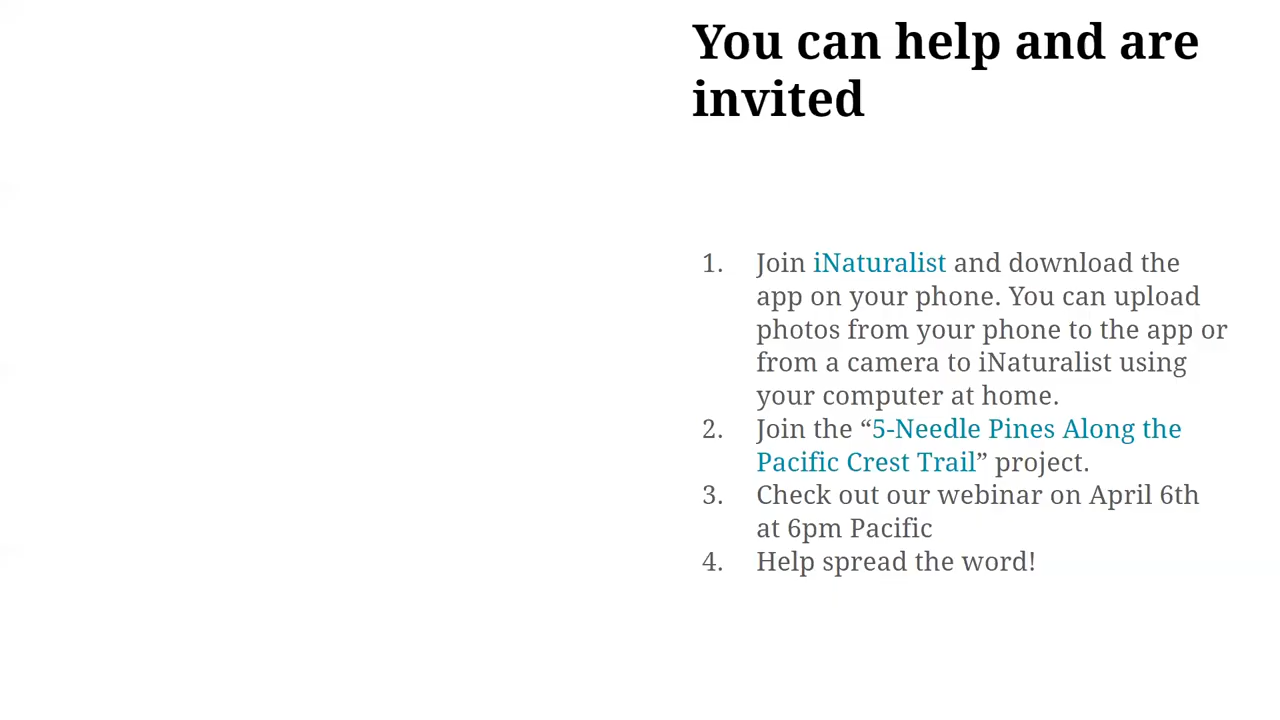 You can help and are
invited
1. Join iNaturalist and download the
app on your phone. You can upload
photos from your phone to the app or
from a camera to iNaturalist using
your computer at home.
2. Join the “5-Needle Pines Along the
Pacific Crest Trail” project.
3. Check out our webinar on April 6th
at 6pm Pacific
4. Help spread the word!